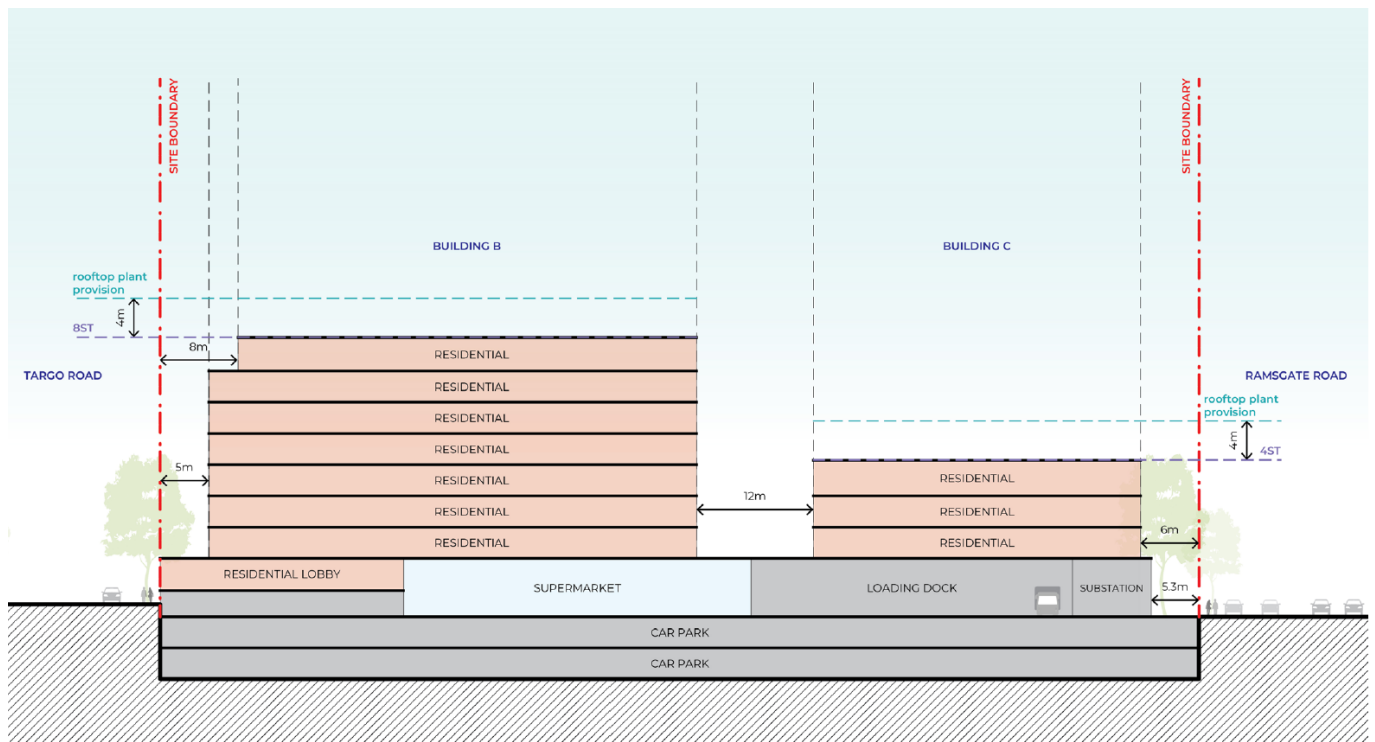 SITE BOUNDARY
SITE BOUNDARY
BUILDING B
BUILDING C
rooftop plant
provision
4m
8ST
8m
TARGO ROAD
RAMSGATE ROAD
rooftop plant
provision
4m
4ST
RESIDENTIAL
RESIDENTIAL
RESIDENTIAL
RESIDENTIAL
RESIDENTIAL
RESIDENTIAL
RESIDENTIAL
5m
12m
RESIDENTIAL
RESIDENTIAL
RESIDENTIAL
6m
RESIDENTIAL LOBBY
SUPERMARKET
LOADING DOCK
SUBSTATION
5.3m
CAR PARK
CAR PARK